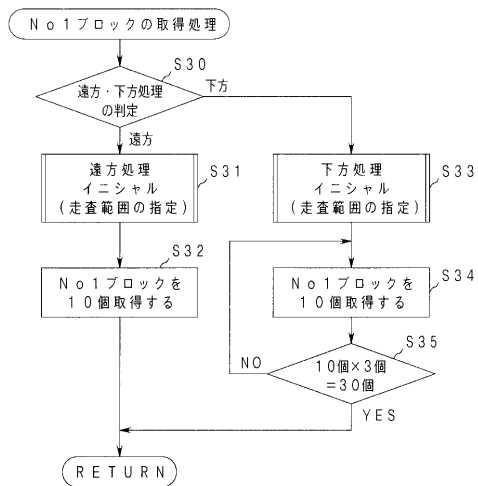 No1ブロックの取得処理
S30
遠方・下方処理
の判定
下方
遠方
遠方処理
イニシャル
(走査範囲の指定)
S31
下方処理
イニシャル
(走査範囲の指定)
S33
S32
No1ブロックを
10個取得する
No1ブロックを
10個取得する
S34
S35
10個×3個
=30個
NO
YES
RETURN